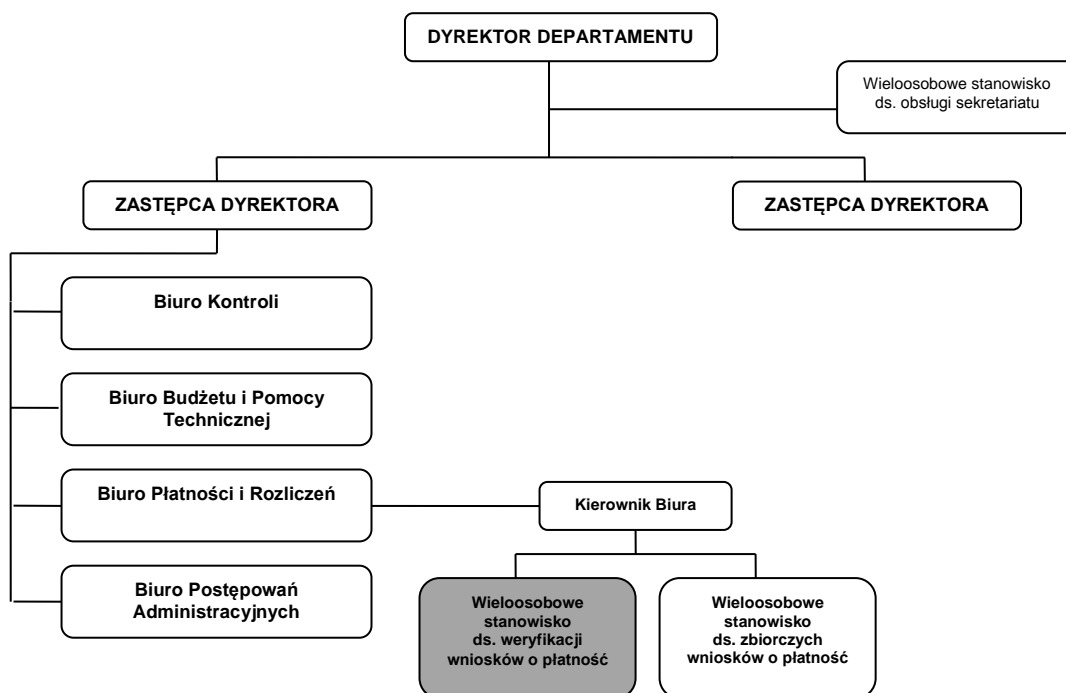 DYREKTOR DEPARTAMENTU
Wieloosobowe stanowisko
ds. obsługi sekretariatu
ZASTĘPCA DYREKTORA
ZASTĘPCA DYREKTORA
Biuro Kontroli
Biuro Budżetu i Pomocy
Technicznej
Biuro Płatności i Rozliczeń
Kierownik Biura
Biuro Postępowań
Administracyjnych
Wieloosobowe
stanowisko
ds. weryfikacji
wniosków o płatność
Wieloosobowe
stanowisko
ds. zbiorczych
wniosków o płatność